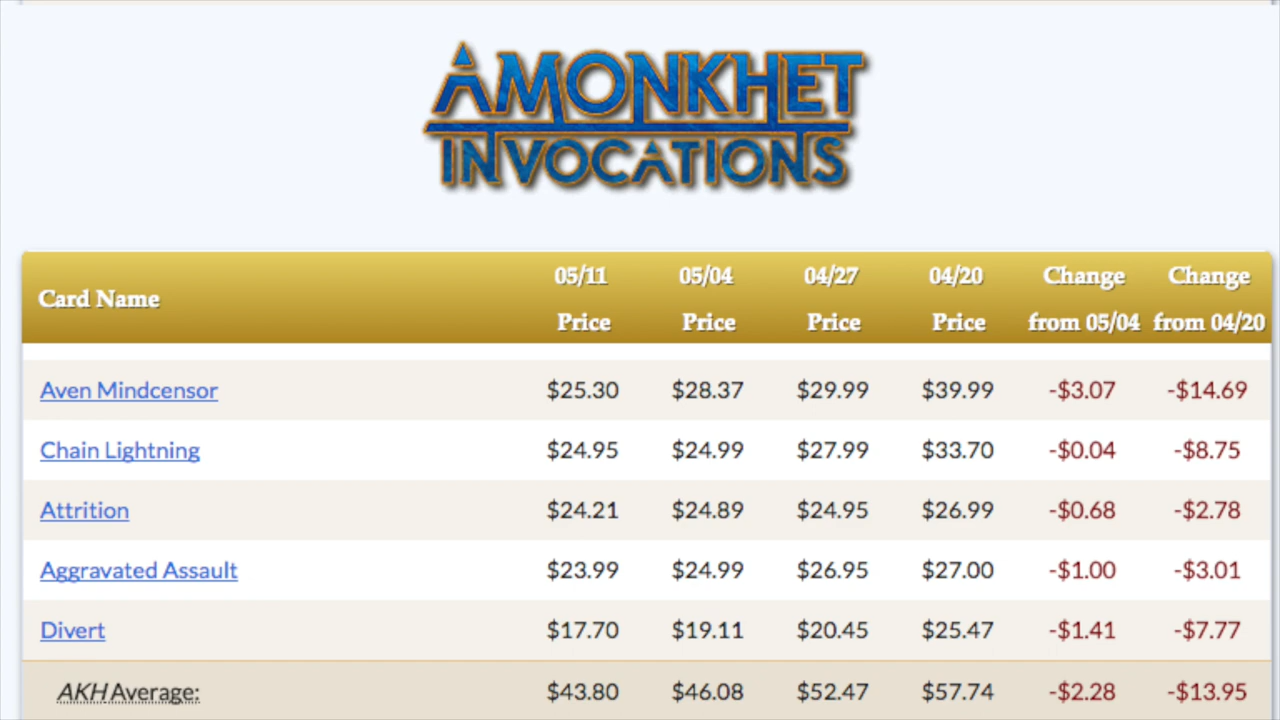 AMONKHET
INVOCATIONS
Card Name 05/11 Price 05/04 Price 04/27 Price 04/20 Price Change from 05/04 Change from 04/20
Aven Mindcensor $25.30 $28.37 $29.99 $39.99 -$3.07 -$14.69
Chain Lightning $24.95 $24.99 $27.99 $33.70 -$0.04 -$8.75
Attrition $24.21 $24.89 $24.95 $26.99 -$0.68 -$2.78
Aggravated Assault $23.99 $24.99 $26.95 $27.00 -$1.00 -$3.01
Divert $17.70 $19.11 $20.45 $25.47 -$1.41 -$7.77
AKH Average: $43.80 $46.08 $52.47 $57.74 -$2.28 -$13.95